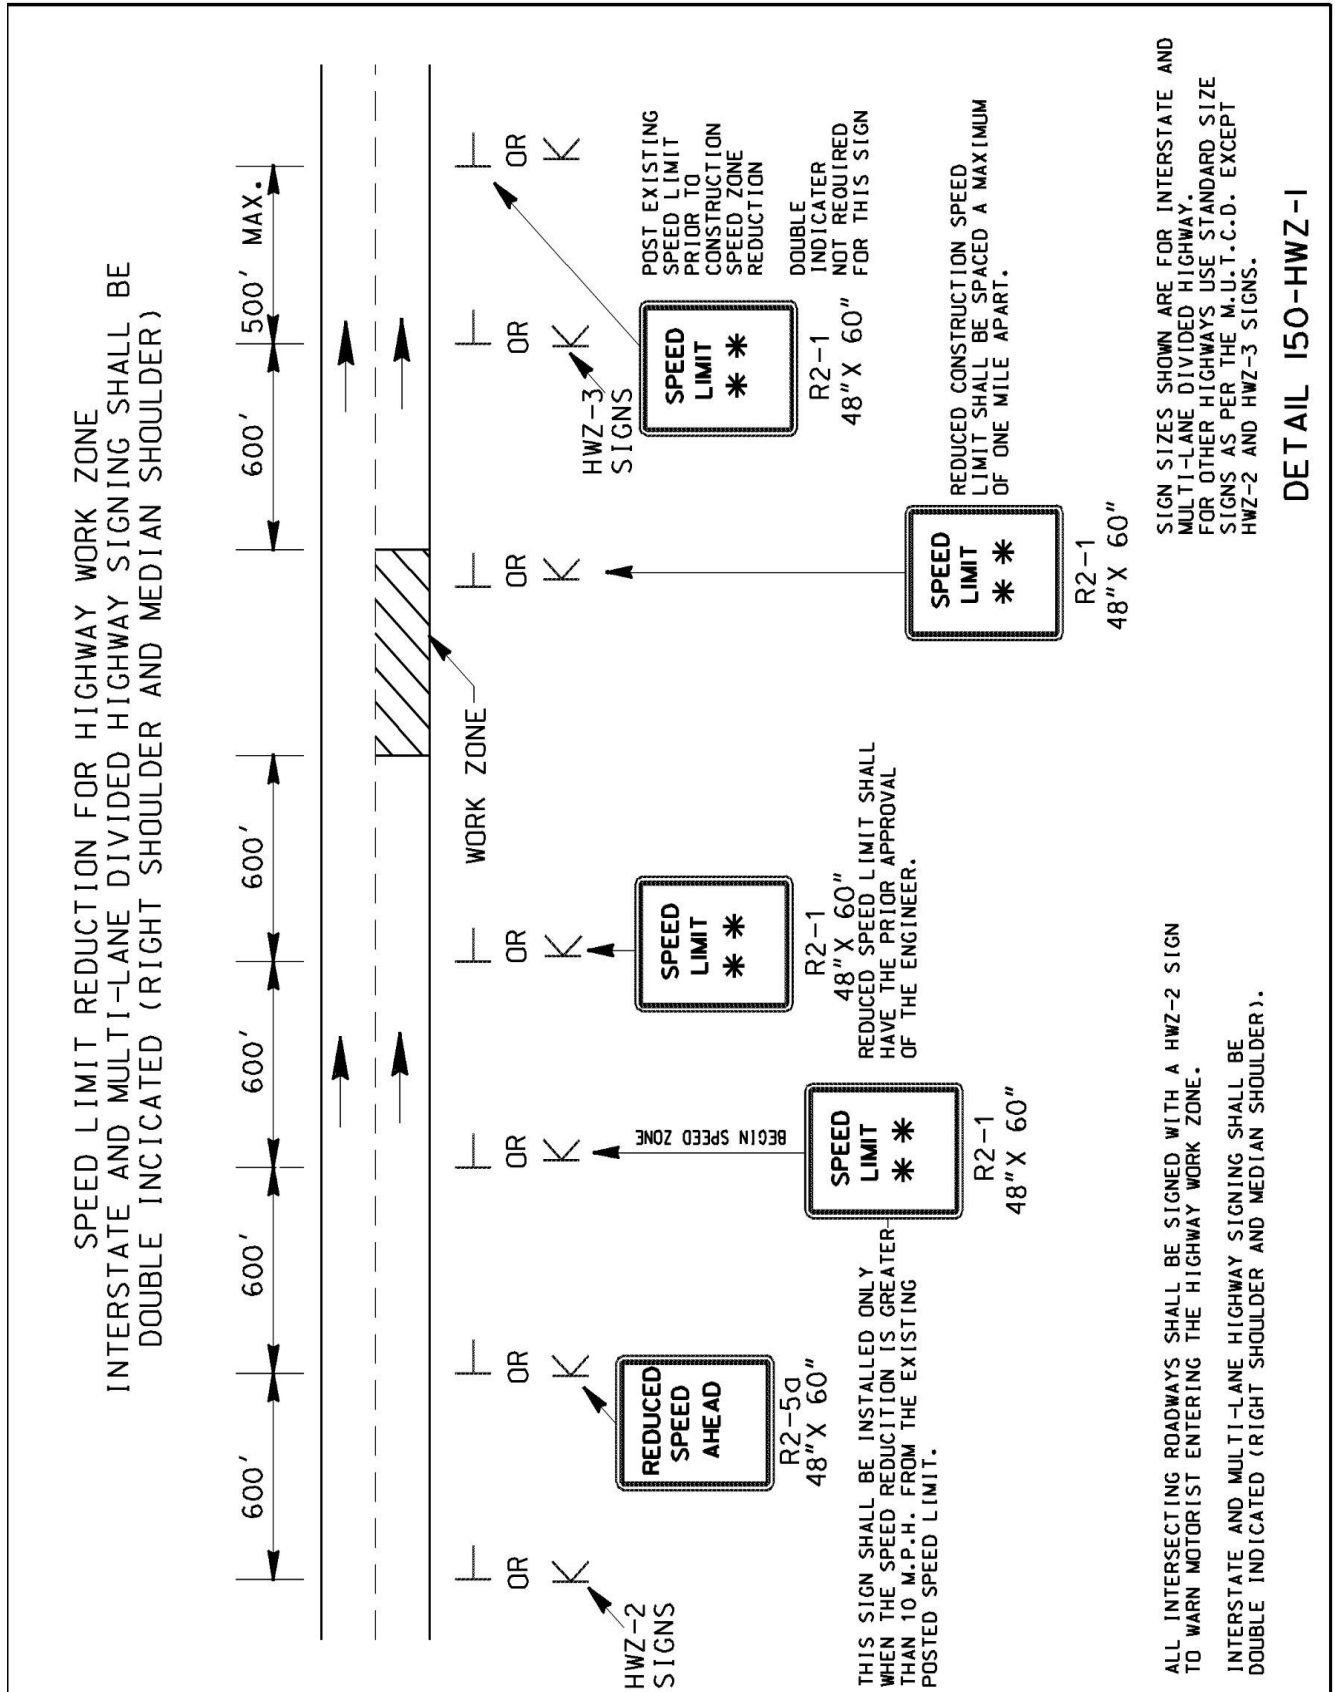 SPEED LIMIT REDUCTION FOR HIGHWAY WORK ZONE
INTERSTATE AND MULTI-LANE DIVIDED HIGHWAY SIGNING SHALL BE
DOUBLE INCICATED (RIGHT SHOULDER AND MEDIAN SHOULDER)
600'
600'
600'
600'
600'
500' MAX.
OR
OR
OR
OR
OR
OR
OR
HWZ-2
SIGNS
REDUCED
SPEED
AHEAD
R2-5a
48"X 60"
BEGIN SPEED ZONE
SPEED
LIMIT
* *
R2-1
48"X 60"
THIS SIGN SHALL BE INSTALLED ONLY
WHEN THE SPEED REDUCITION IS GREATER
THAN 10 M.P.H. FROM THE EXISTING
POSTED SPEED LIMIT.
SPEED
LIMIT
* *
R2-1
48"X 60"
REDUCED SPEED LIMIT SHALL
HAVE THE PRIOR APPROVAL
OF THE ENGINEER.
WORK ZONE
SPEED
LIMIT
* *
R2-1
48"X 60"
REDUCED CONSTRUCTION SPEED
LIMIT SHALL BE SPACED A MAXIMUM
OF ONE MILE APART.
HWZ-3
SIGNS
SPEED
LIMIT
* *
R2-1
48"X 60"
POST EXISTING
SPEED LIMIT
PRIOR TO
CONSTRUCTION
SPEED ZONE
REDUCTION
DOUBLE
INDICATER
NOT REQUIRED
FOR THIS SIGN
ALL INTERSECTING ROADWAYS SHALL BE SIGNED WITH A HWZ-2 SIGN
TO WARN MOTORIST ENTERING THE HIGHWAY WORK ZONE.
INTERSTATE AND MULTI-LANE HIGHWAY SIGNING SHALL BE
DOUBLE INDICATED (RIGHT SHOULDER AND MEDIAN SHOULDER).
SIGN SIZES SHOWN ARE FOR INTERSTATE AND
MULTI-LANE DIVIDED HIGHWAY.
FOR OTHER HIGHWAYS USE STANDARD SIZE
SIGNS AS PER THE M.U.T.C.D. EXCEPT
HWZ-2 AND HWZ-3 SIGNS.
DETAIL 150-HWZ-1